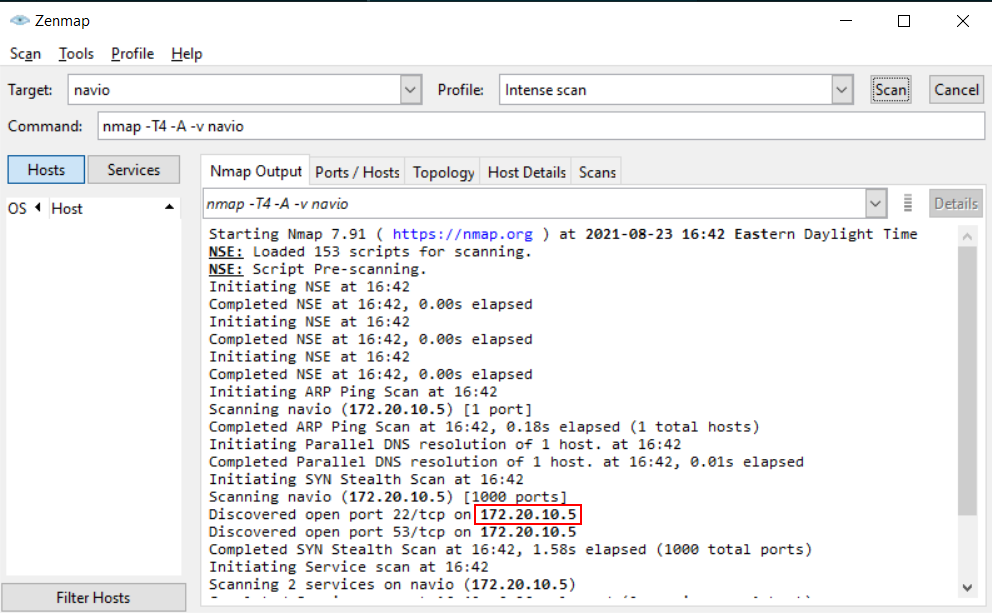 Zenmap
Scan Tools Profile Help
Target: navio Profile: Intense scan Scan Cancel
Command: nmap -T4 -A -v navio
Hosts Services Nmap Output Ports / Hosts Topology Host Details Scans
OS Host nmap -T4 -A -v navio Details
Starting Nmap 7.91 ( https://nmap.org ) at 2021-08-23 16:42 Eastern Daylight Time
NSE: Loaded 153 scripts for scanning.
NSE: Script Pre-scanning.
Initiating NSE at 16:42
Completed NSE at 16:42, 0.00s elapsed
Initiating NSE at 16:42
Completed NSE at 16:42, 0.00s elapsed
Initiating NSE at 16:42
Completed NSE at 16:42, 0.00s elapsed
Initiating ARP Ping Scan at 16:42
Scanning navio (172.20.10.5) [1 port]
Completed ARP Ping Scan at 16:42, 0.18s elapsed (1 total hosts)
Initiating Parallel DNS resolution of 1 host. at 16:42
Completed Parallel DNS resolution of 1 host. at 16:42, 0.01s elapsed
Initiating SYN Stealth Scan at 16:42
Scanning navio (172.20.10.5) [1000 ports]
Discovered open port 22/tcp on 172.20.10.5
Discovered open port 53/tcp on 172.20.10.5
Completed SYN Stealth Scan at 16:42, 1.58s elapsed (1000 total ports)
Initiating Service scan at 16:42
Scanning 2 services on navio (172.20.10.5)
Filter Hosts